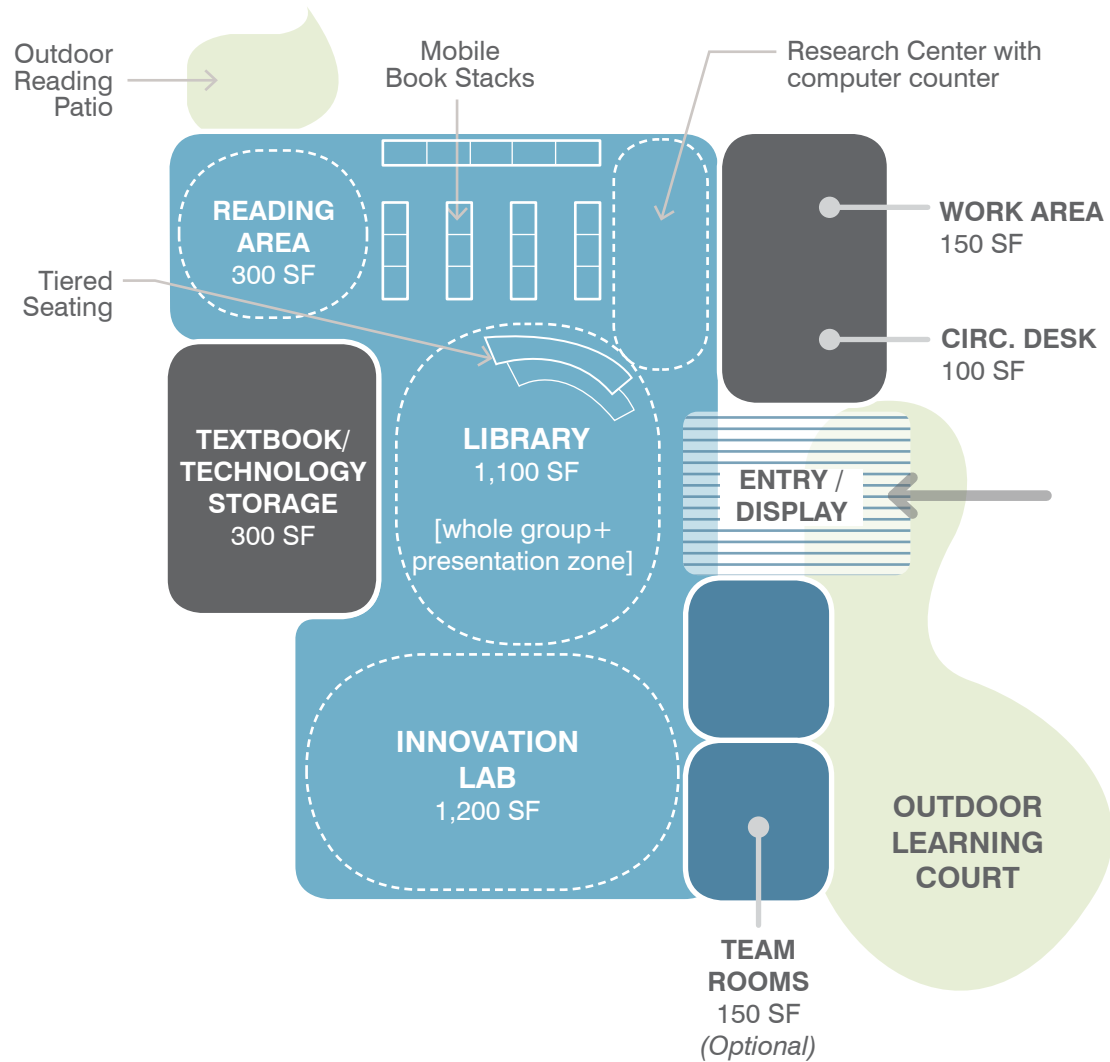 Outdoor
Reading
Patio
Mobile
Book Stacks
Research Center with
computer counter
READING
AREA
300 SF
WORK AREA
150 SF
Tiered
Seating
CIRC. DESK
100 SF
TEXTBOOK/
TECHNOLOGY
STORAGE
300 SF
LIBRARY
1,100 SF
[whole group+
presentation zone]
ENTRY /
DISPLAY
INNOVATION
LAB
1,200 SF
OUTDOOR
LEARNING
COURT
TEAM
ROOMS
150 SF
(Optional)